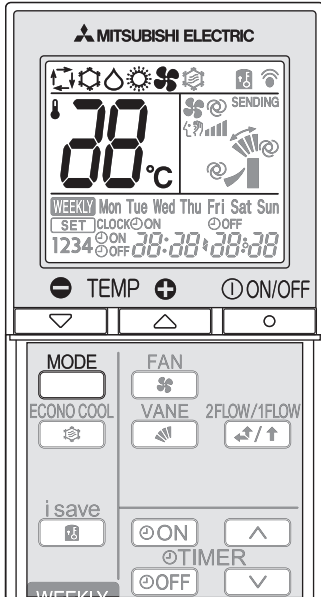 MITSUBISHI ELECTRIC
SENDING
88 °C
WEEKLY Mon Tue Wed Thu Fri Sat Sun
SET CLOCK ON OFF
1234 ON OFF 88:88 88:88
TEMP ON/OFF
MODE FAN
ECONO COOL VANE 2FLOW/1FLOW
i save
ON
TIMER
OFF
WEEKLY